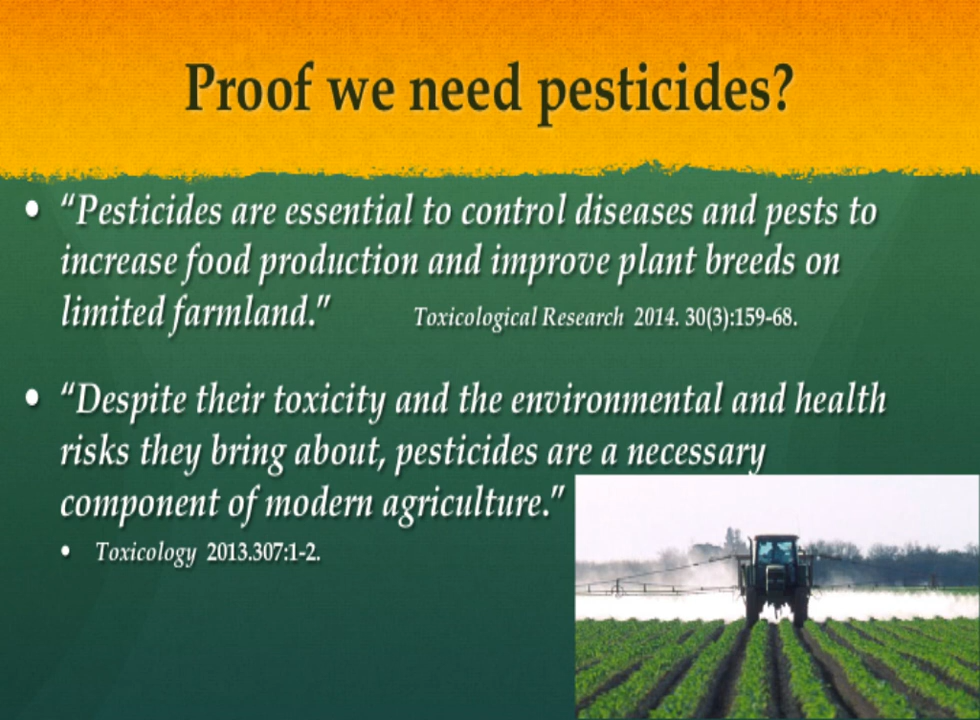 Proof we need pesticides?
• “Pesticides are essential to control diseases and pests to
increase food production and improve plant breeds on
limited farmland.” Toxicological Research 2014. 30(3):159-68.
• “Despite their toxicity and the environmental and health
risks they bring about, pesticides are a necessary
component of modern agriculture.”
• Toxicology 2013.307:1-2.